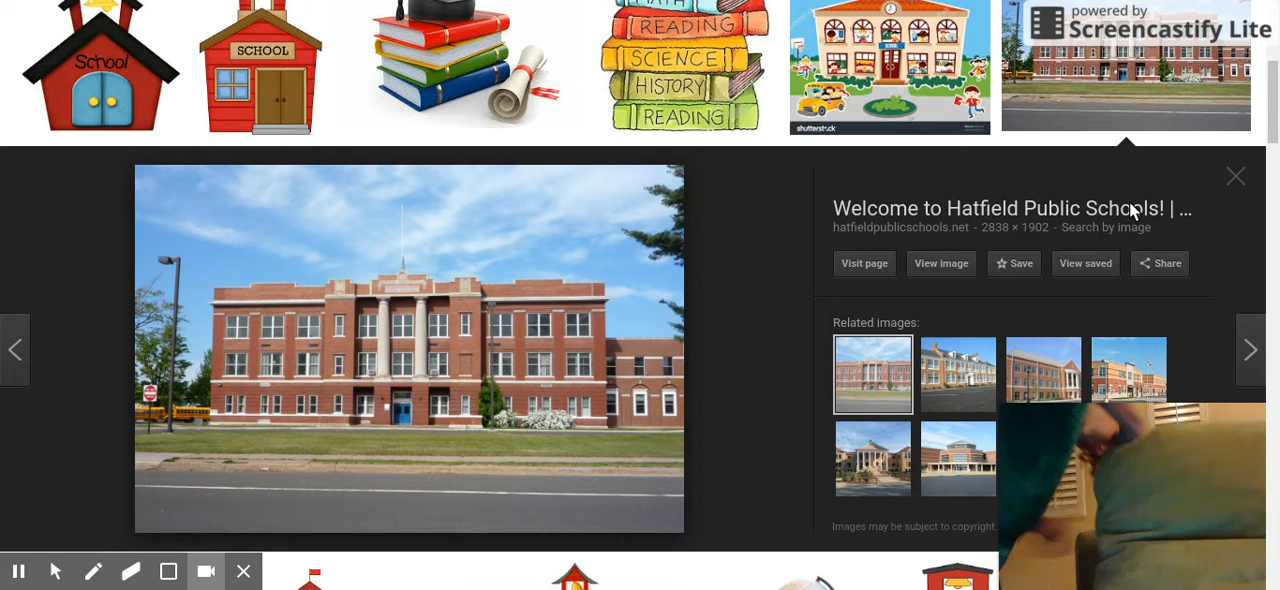 powered by
Screencastify Lite
School
SCHOOL
MATH
READING
SCIENCE
HISTORY
READING
SCHOOL
shutterstock
Welcome to Hatfield Public Schools! | ...
hatfieldpublicschools.net - 2838 × 1902 - Search by image
Visit page
View image
Save
View saved
Share
Related images:
Images may be subject to copyright.